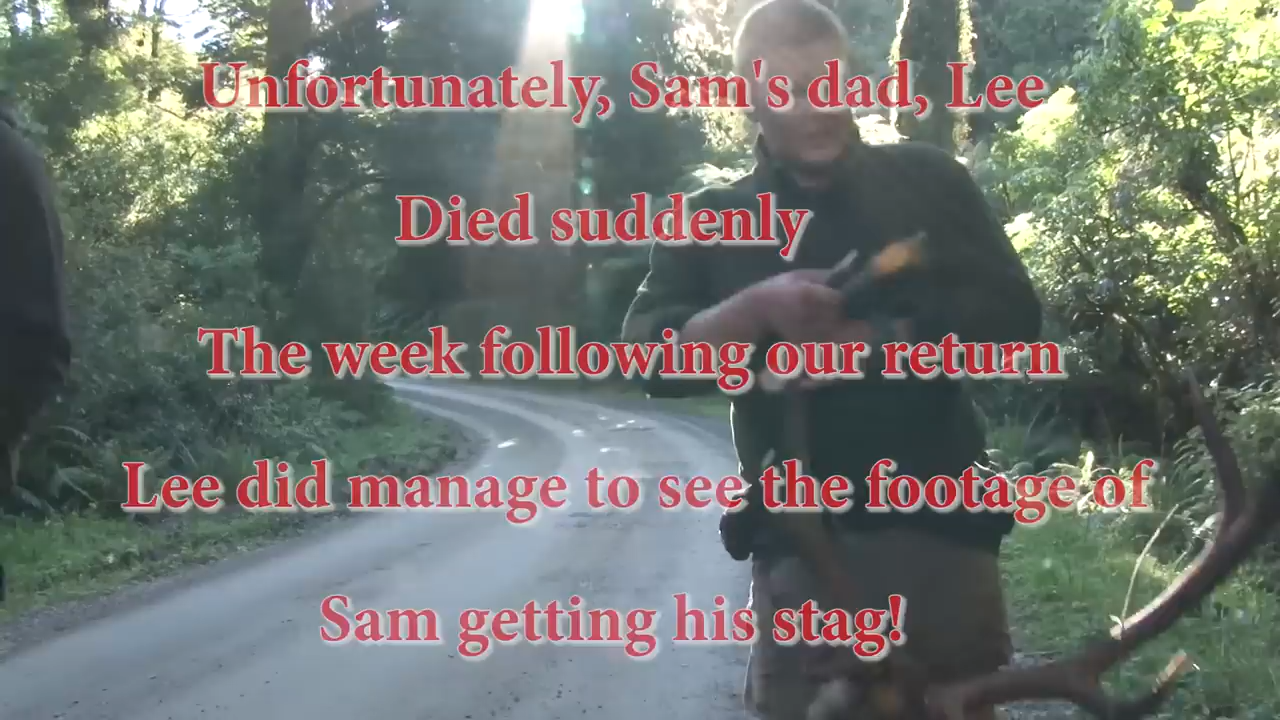 Unfortunately, Sam's dad, Lee
Died suddenly
The week following our return
Lee did manage to see the footage of
Sam getting his stag!